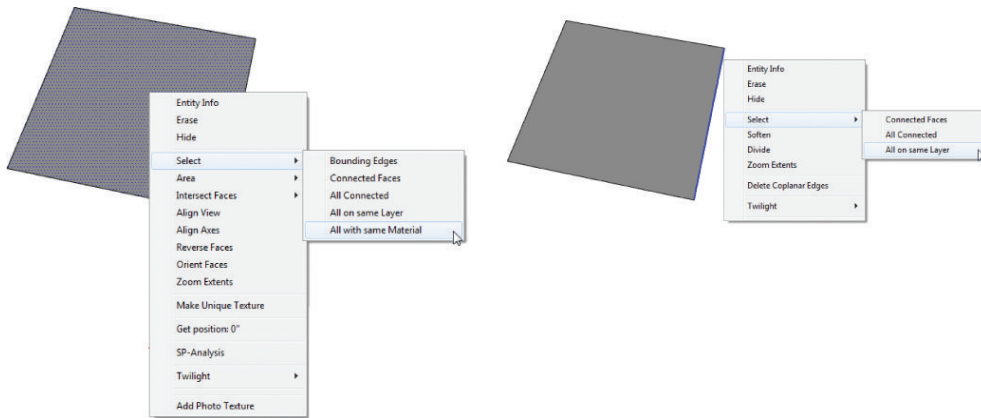 Entity Info
Erase
Hide
Select
Area
Intersect Faces
Align View
Align Axes
Reverse Faces
Orient Faces
Zoom Extents
Make Unique Texture
Get position: 0"
SP-Analysis
Twilight
Add Photo Texture
Bounding Edges
Connected Faces
All Connected
All on same Layer
All with same Material
Entity Info
Erase
Hide
Select
Soften
Divide
Zoom Extents
Delete Coplanar Edges
Twilight
Connected Faces
All Connected
All on same Layer